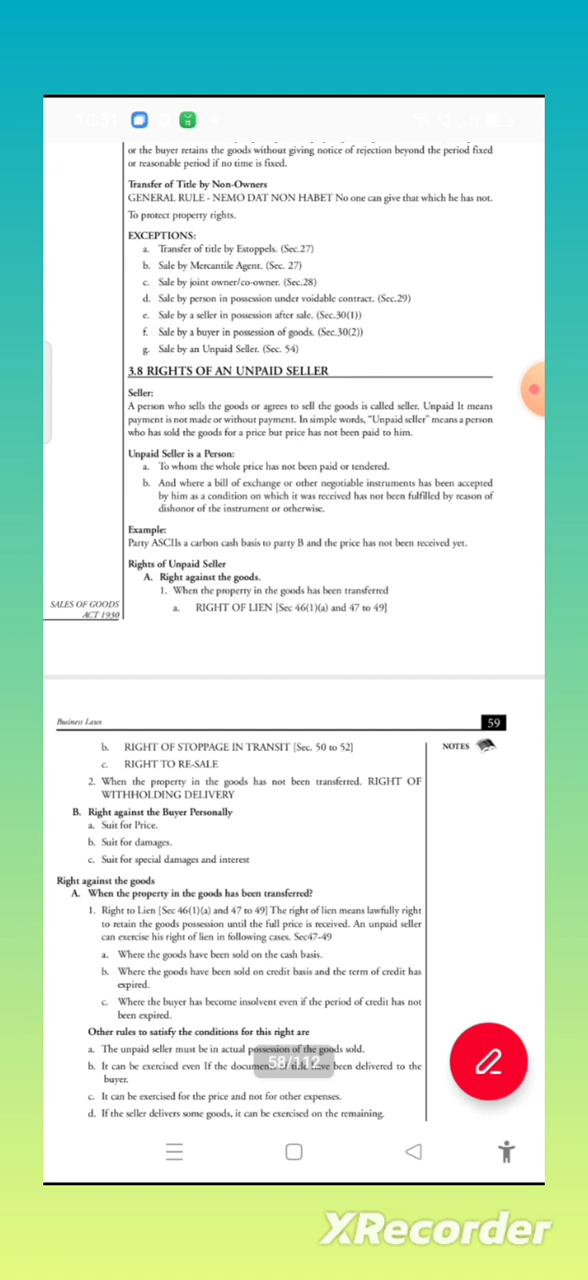 or the buyer retains the goods without giving notice of rejection beyond the period fixed
or reasonable period if no time is fixed.
Transfer of Title by Non-Owners
GENERAL RULE - NEMO DAT NON HABET No one can give that which he has not.
To protect property rights.
EXCEPTIONS:
a. Transfer of title by Estoppels. (Sec.27)
b. Sale by Mercantile Agent. (Sec. 27)
c. Sale by joint owner/co-owner. (Sec.28)
d. Sale by person in possession under voidable contract. (Sec.29)
e. Sale by a seller in possession after sale. (Sec.30(1))
f. Sale by a buyer in possession of goods. (Sec.30(2))
g. Sale by an Unpaid Seller. (Sec. 54)
3.8 RIGHTS OF AN UNPAID SELLER
Seller:
A person who sells the goods or agrees to sell the goods is called seller. Unpaid It means
payment is not made or without payment. In simple words, "Unpaid seller" means a person
who has sold the goods for a price but price has not been paid to him.
Unpaid Seller is a Person:
a. To whom the whole price has not been paid or tendered.
b. And where a bill of exchange or other negotiable instruments has been accepted
by him as a condition on which it was received has not been fulfilled by reason of
dishonor of the instrument or otherwise.
Example:
Party ASCIIs a carbon cash basis to party B and the price has not been received yet.
Rights of Unpaid Seller
A. Right against the goods.
1. When the property in the goods has been transferred
SALES OF GOODS
ACT 1930
a. RIGHT OF LIEN [Sec 46(1)(a) and 47 to 49]
Business Laws
59
b. RIGHT OF STOPPAGE IN TRANSIT [Sec. 50 to 52]
NOTES
c. RIGHT TO RE-SALE
2. When the property in the goods has not been transferred. RIGHT OF
WITHHOLDING DELIVERY
B. Right against the Buyer Personally
a. Suit for Price.
b. Suit for damages.
c. Suit for special damages and interest
Right against the goods
A. When the property in the goods has been transferred?
1. Right to Lien [Sec 46(1)(a) and 47 to 49] The right of lien means lawfully right
to retain the goods possession until the full price is received. An unpaid seller
can exercise his right of lien in following cases. Sec47-49
a. Where the goods have been sold on the cash basis.
b. Where the goods have been sold on credit basis and the term of credit has
expired.
c. Where the buyer has become insolvent even if the period of credit has not
been expired.
Other rules to satisfy the conditions for this right are
a. The unpaid seller must be in actual possession of the goods sold.
58/112
b. It can be exercised even If the document of title have been delivered to the
buyer.
c. It can be exercised for the price and not for other expenses.
d. If the seller delivers some goods, it can be exercised on the remaining.
XRecorder